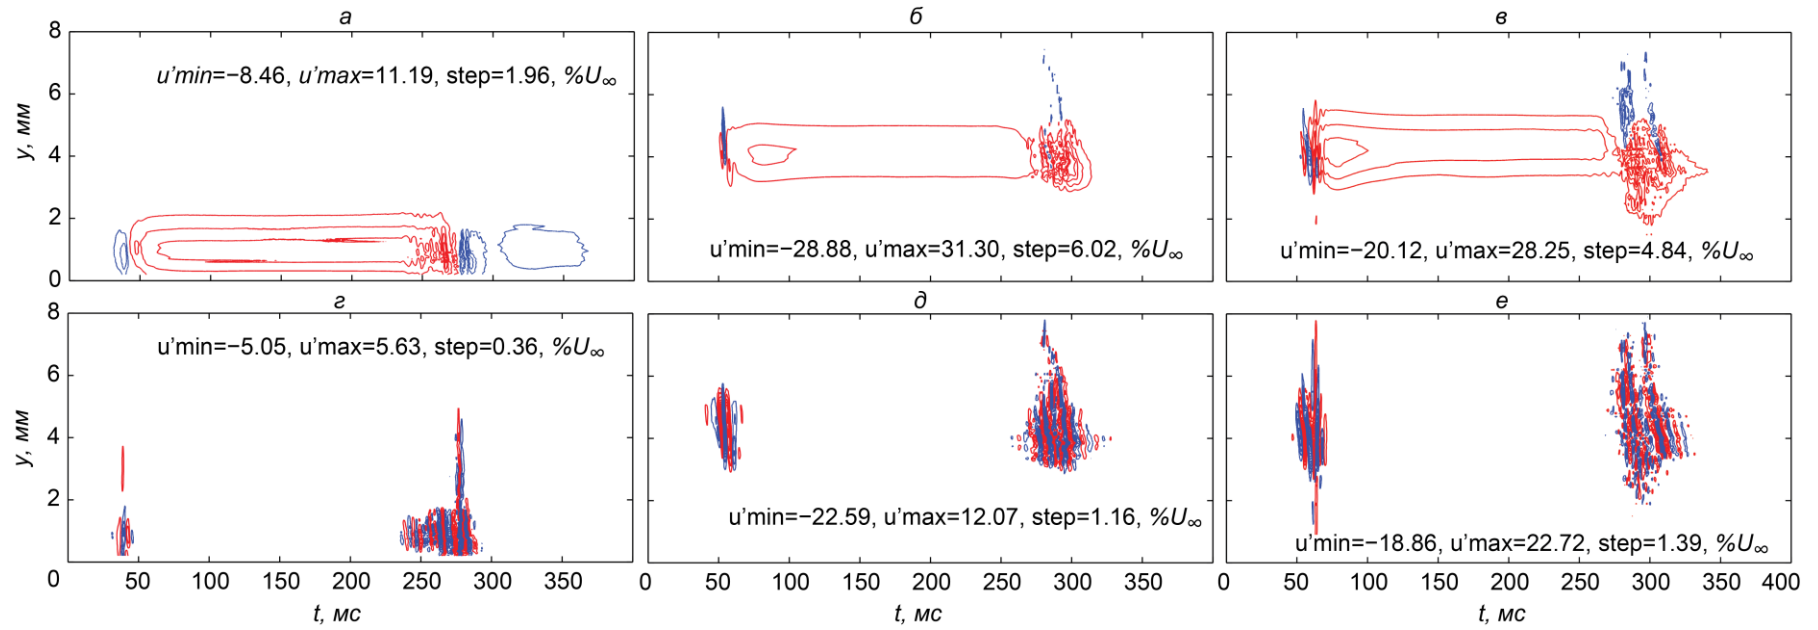 а б в
8
6
4
2
0
y, мм
u'min=−8.46, u'max=11.19, step=1.96, %U∞
u'min=−28.88, u'max=31.30, step=6.02, %U∞
u'min=−20.12, u'max=28.25, step=4.84, %U∞
г д е
8
6
4
2
0
y, мм
u'min=−5.05, u'max=5.63, step=0.36, %U∞
u'min=−22.59, u'max=12.07, step=1.16, %U∞
u'min=−18.86, u'max=22.72, step=1.39, %U∞
50 100 150 200 250 300 350 0 50 100 150 200 250 300 350 0 50 100 150 200 250 300 350 400
t, мс t, мс t, мс